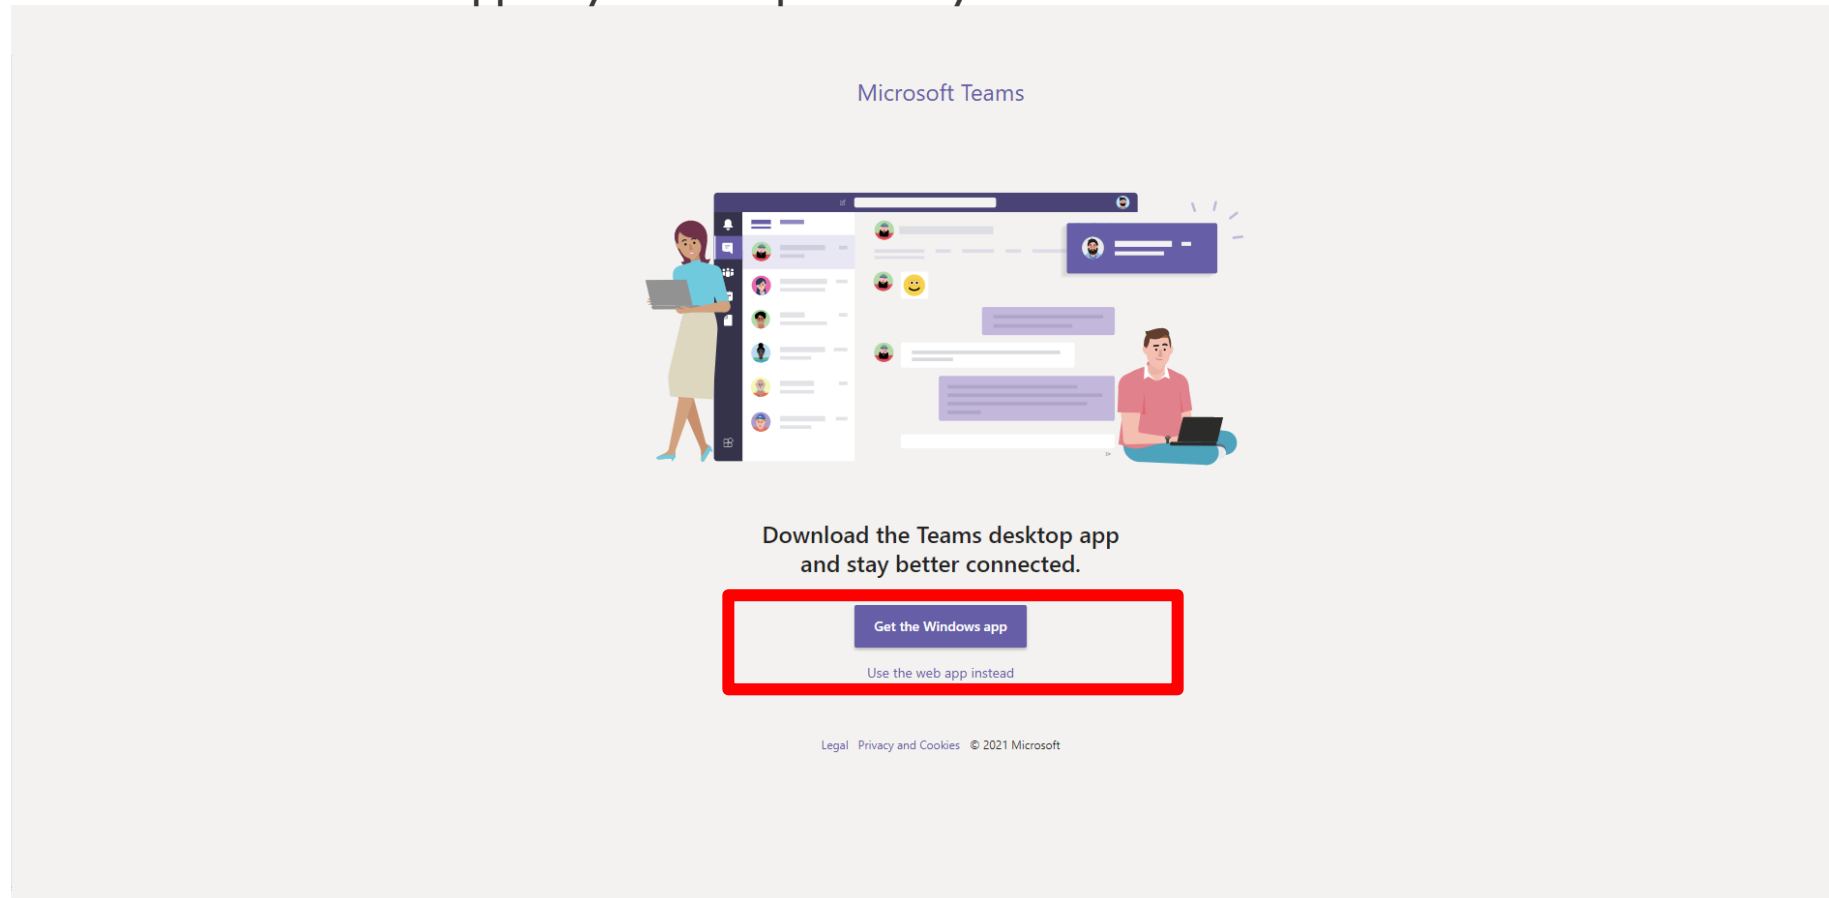 Microsoft Teams
Download the Teams desktop app
and stay better connected.
Get the Windows app
Use the web app instead
Legal Privacy and Cookies © 2021 Microsoft